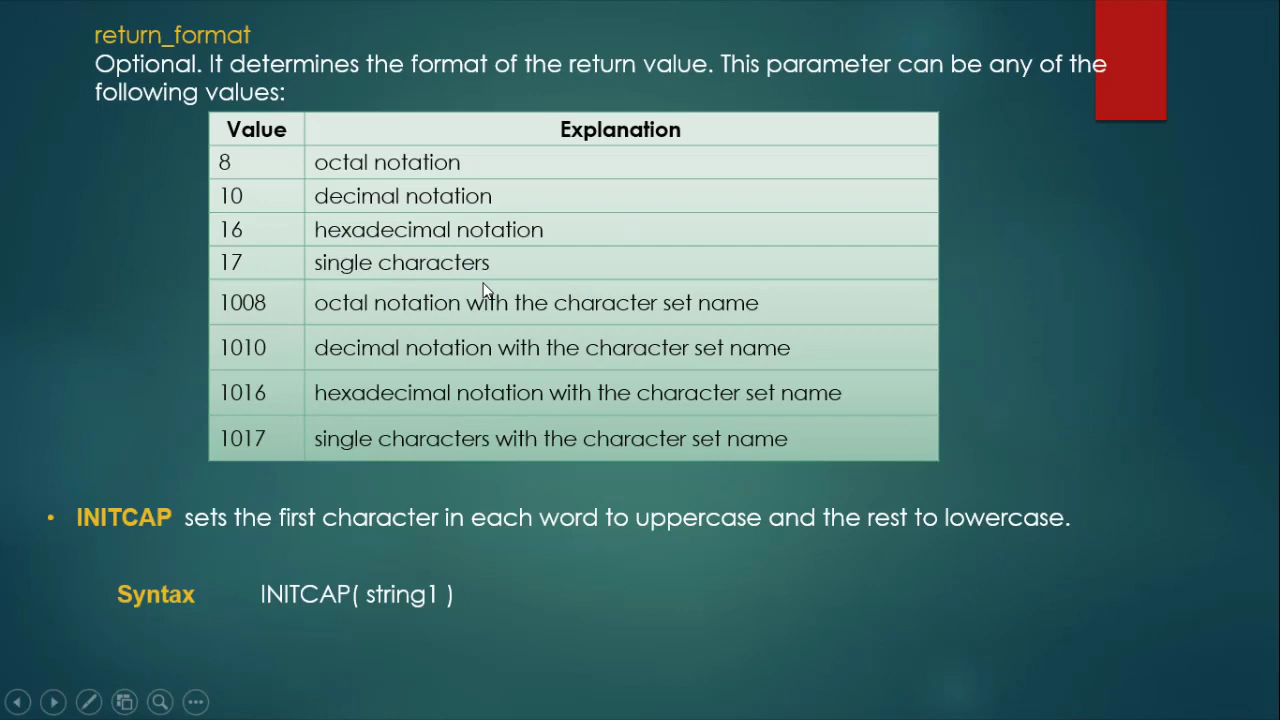 return_format
Optional. It determines the format of the return value. This parameter can be any of the
following values:
Value Explanation
8 octal notation
10 decimal notation
16 hexadecimal notation
17 single characters
1008 octal notation with the character set name
1010 decimal notation with the character set name
1016 hexadecimal notation with the character set name
1017 single characters with the character set name
• INITCAP sets the first character in each word to uppercase and the rest to lowercase.
Syntax INITCAP( string1 )